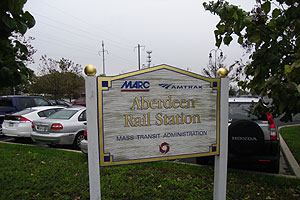 MARC AMTRAK
Aberdeen
Rail Station
MASS TRANSIT ADMINISTRATION